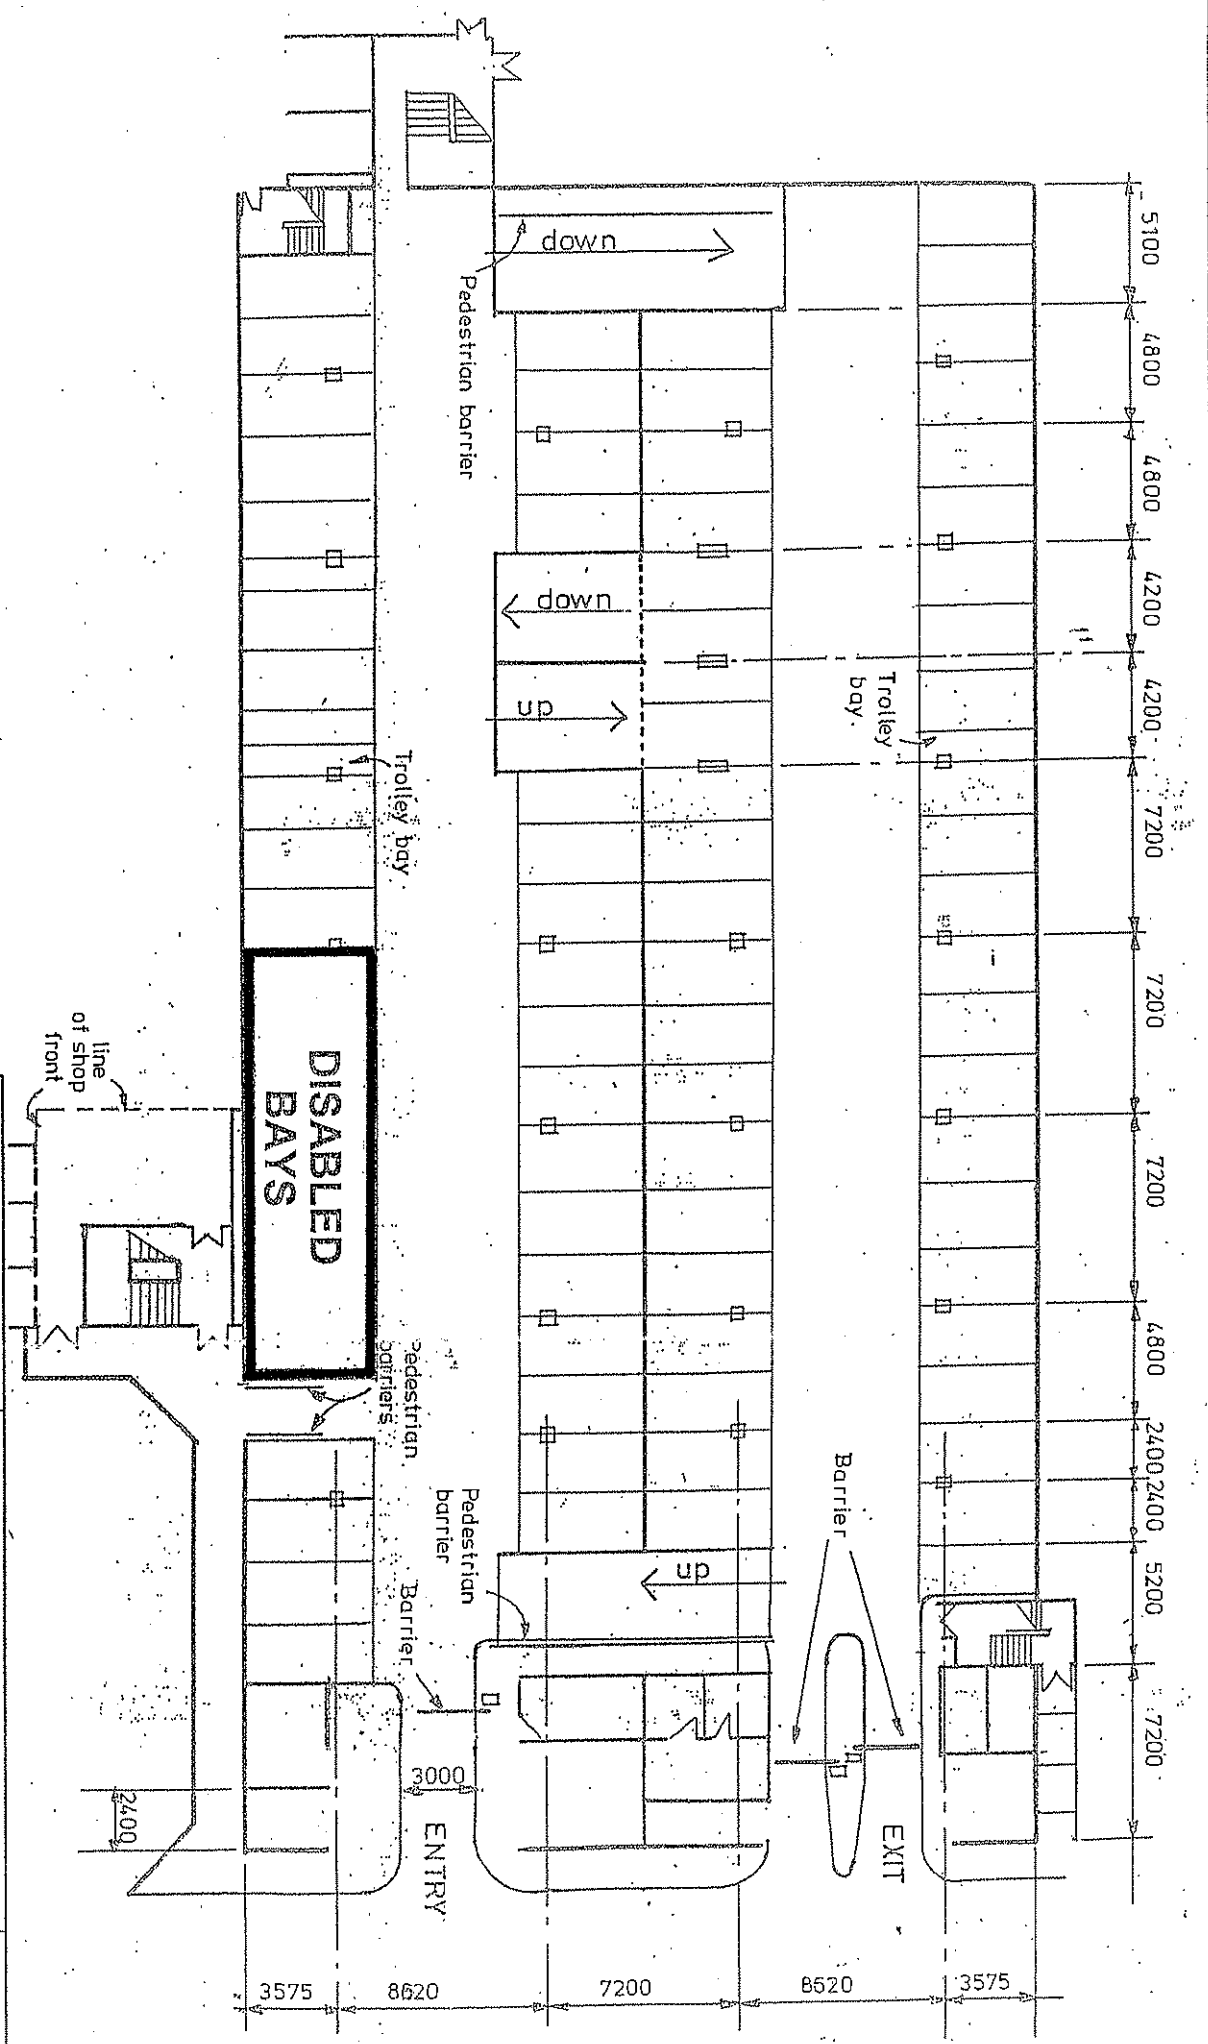 5100
4800
4800
4200
4200
7200
7200
7200
4800
2400
2400
5200
7200
down
Pedestrian barrier
down
up
Trolley
bay.
Trolley bay
DISABLED
BAYS
line
of shop
front
Pedestrian
barriers
Pedestrian
barrier
up
Barrier
Barrier
EXIT
3000
ENTRY
2400
3575
8620
7200
8520
3575